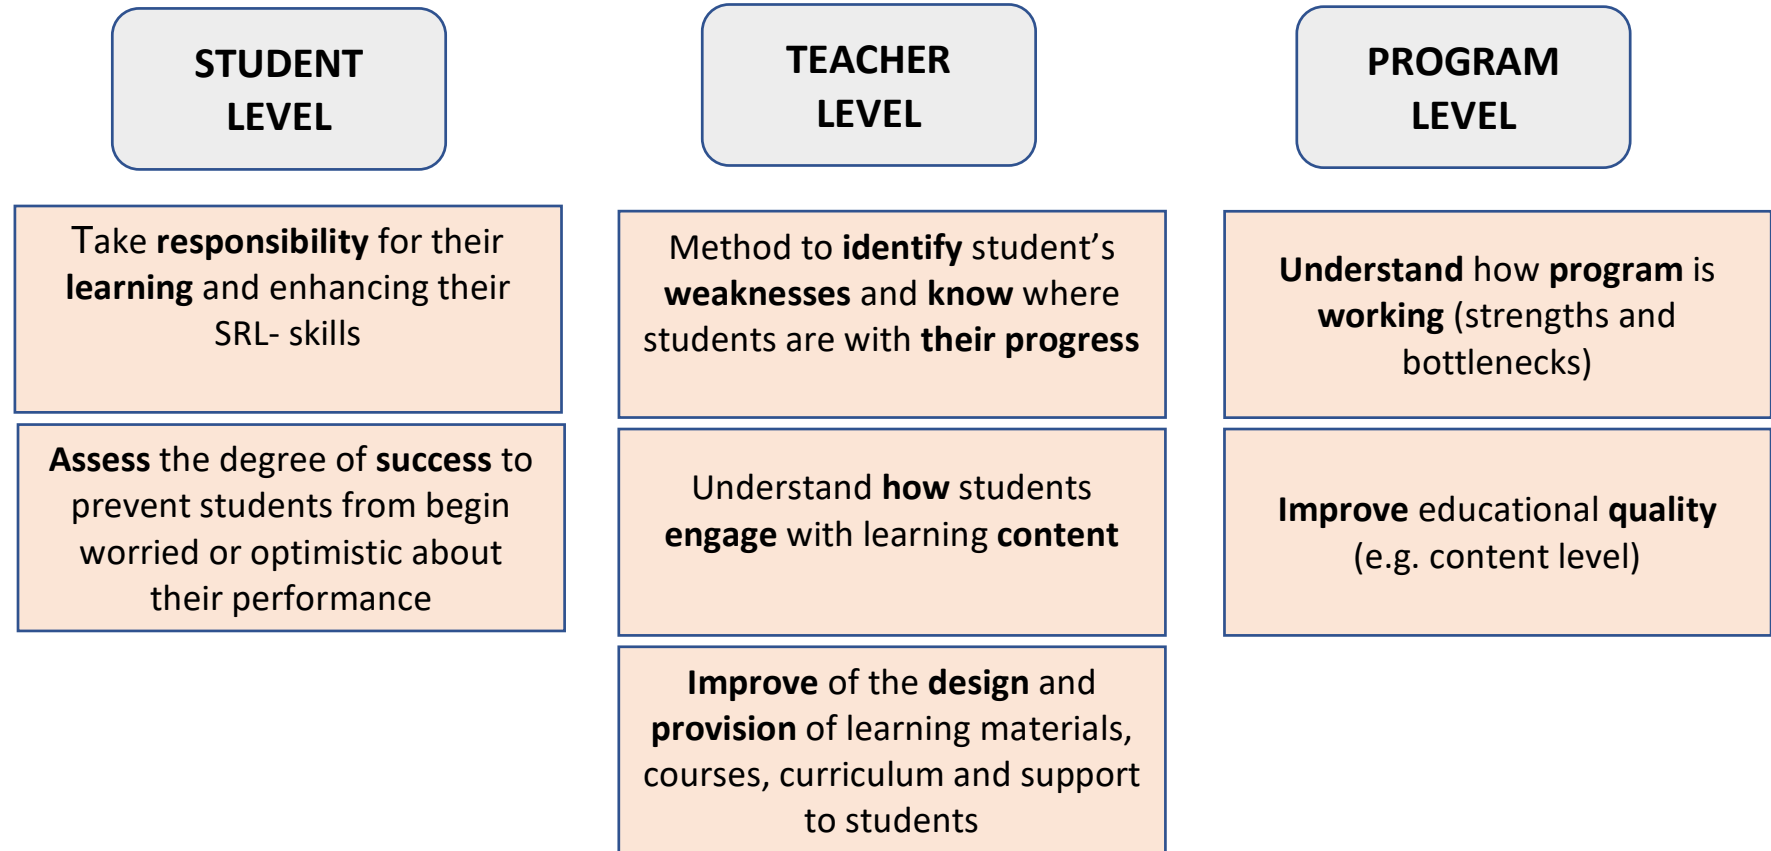 STUDENT
LEVEL
Take responsibility for their
learning and enhancing their
SRL- skills
Assess the degree of success to
prevent students from begin
worried or optimistic about
their performance
TEACHER
LEVEL
Method to identify student’s
weaknesses and know where
students are with their progress
Understand how students
engage with learning content
Improve of the design and
provision of learning materials,
courses, curriculum and support
to students
PROGRAM
LEVEL
Understand how program is
working (strengths and
bottlenecks)
Improve educational quality
(e.g. content level)